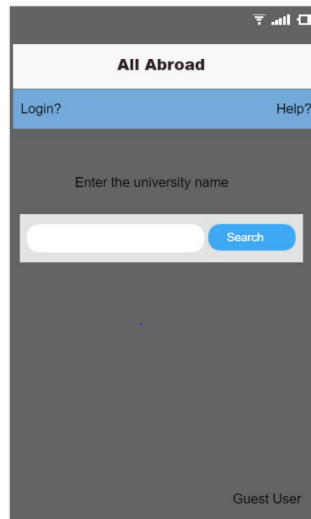 All Abroad
Login? Help?
Enter the university name
Search
Guest User